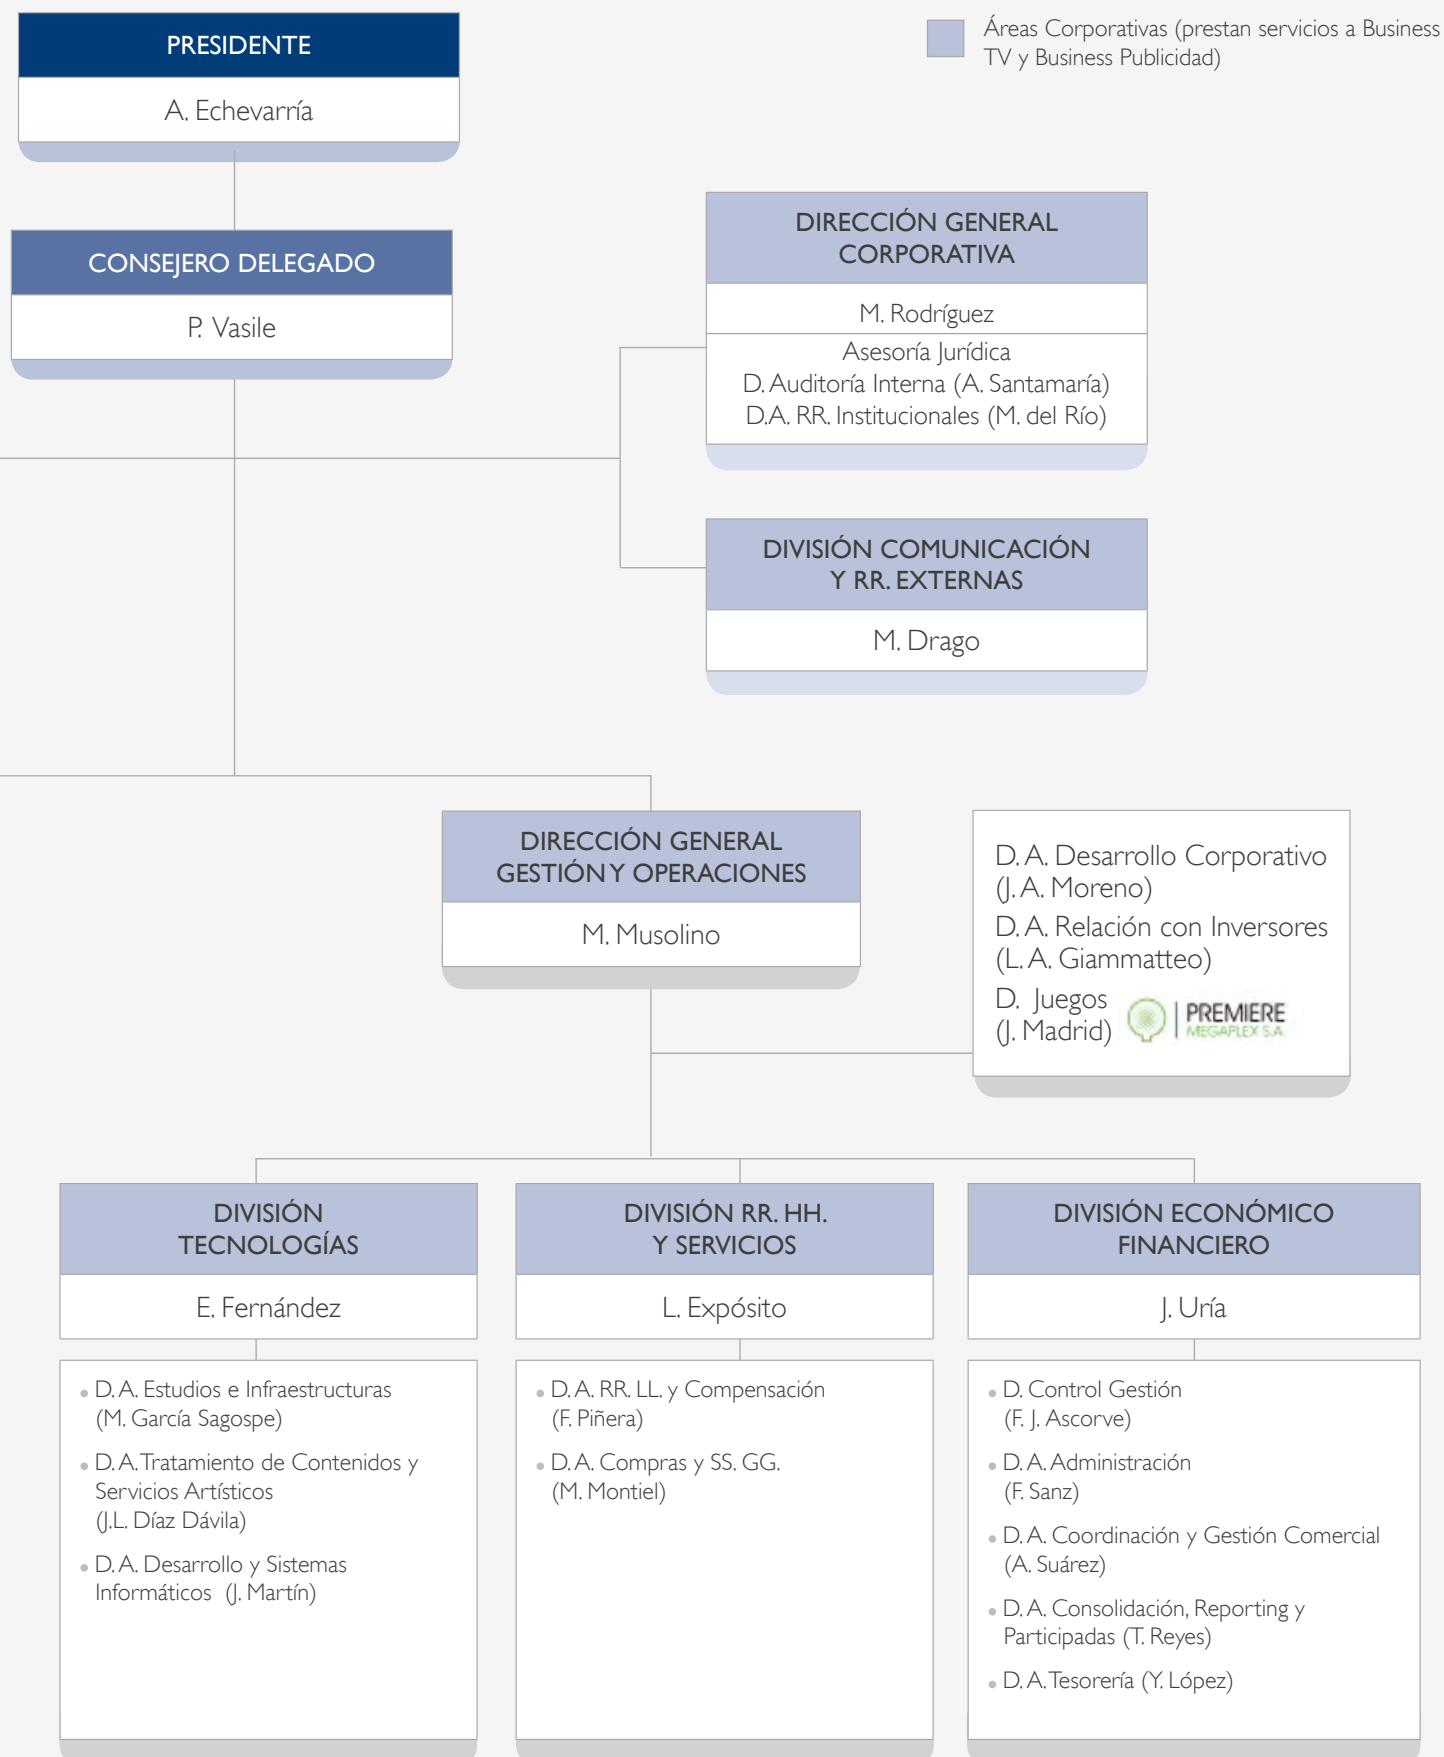 PRESIDENTE
A. Echevarría
Áreas Corporativas (prestan servicios a Business
TV y Business Publicidad)
CONSEJERO DELEGADO
P. Vasile
DIRECCIÓN GENERAL
CORPORATIVA
M. Rodríguez
Asesoría Jurídica
D. Auditoría Interna (A. Santamaría)
D.A. RR. Institucionales (M. del Río)
DIVISIÓN COMUNICACIÓN
Y RR. EXTERNAS
M. Drago
DIRECCIÓN GENERAL
GESTIÓN Y OPERACIONES
M. Musolino
D. A. Desarrollo Corporativo
(J. A. Moreno)
D. A. Relación con Inversores
(L. A. Giammatteo)
D. Juegos
(J. Madrid)
PREMIERE
MEGAPLEX S.A.
DIVISIÓN
TECNOLOGÍAS
E. Fernández
• D. A. Estudios e Infraestructuras
(M. García Sagospe)
• D. A. Tratamiento de Contenidos y
Servicios Artísticos
(J.L. Díaz Dávila)
• D. A. Desarrollo y Sistemas
Informáticos (J. Martín)
DIVISIÓN RR. HH.
Y SERVICIOS
L. Expósito
• D. A. RR. LL. y Compensación
(F. Piñera)
• D. A. Compras y SS. GG.
(M. Montiel)
DIVISIÓN ECONÓMICO
FINANCIERO
J. Uría
• D. Control Gestión
(F. J. Ascorve)
• D. A. Administración
(F. Sanz)
• D. A. Coordinación y Gestión Comercial
(A. Suárez)
• D. A. Consolidación, Reporting y
Participadas (T. Reyes)
• D. A. Tesorería (Y. López)